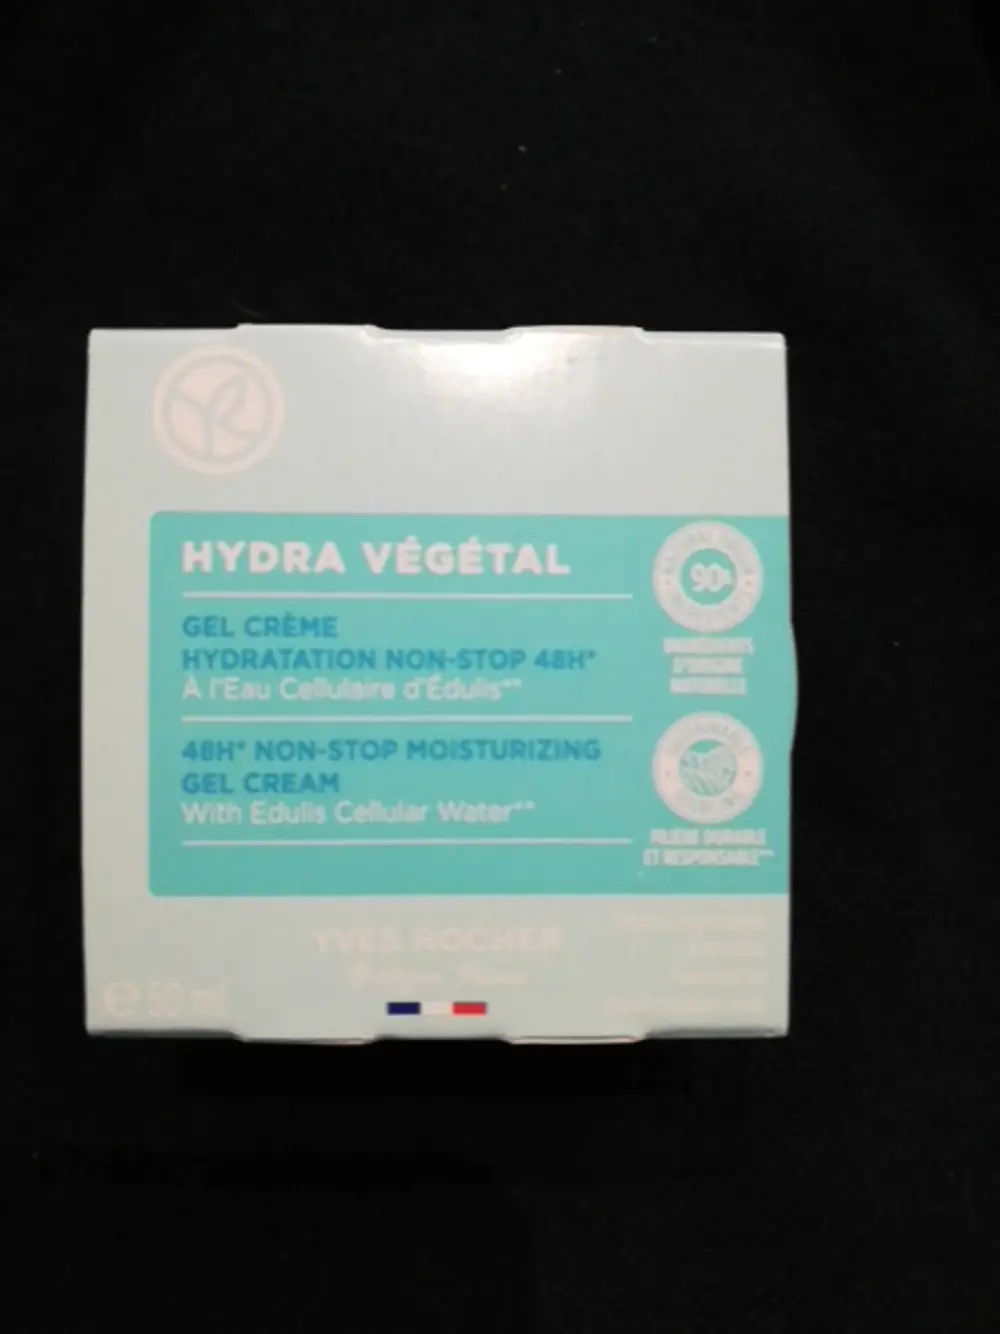 HYDRA VÉGÉTAL
GEL CRÈME
HYDRATATION NON-STOP 48H*
À l'Eau Cellulaire d'Édulis**
48H* NON-STOP MOISTURIZING
GEL CREAM
With Edulis Cellular Water**
90%
INGRÉDIENTS
D'ORIGINE
NATURELLE
FILIÈRE DURABLE
ET RESPONSABLE***
YVES ROCHER
e 50 ml